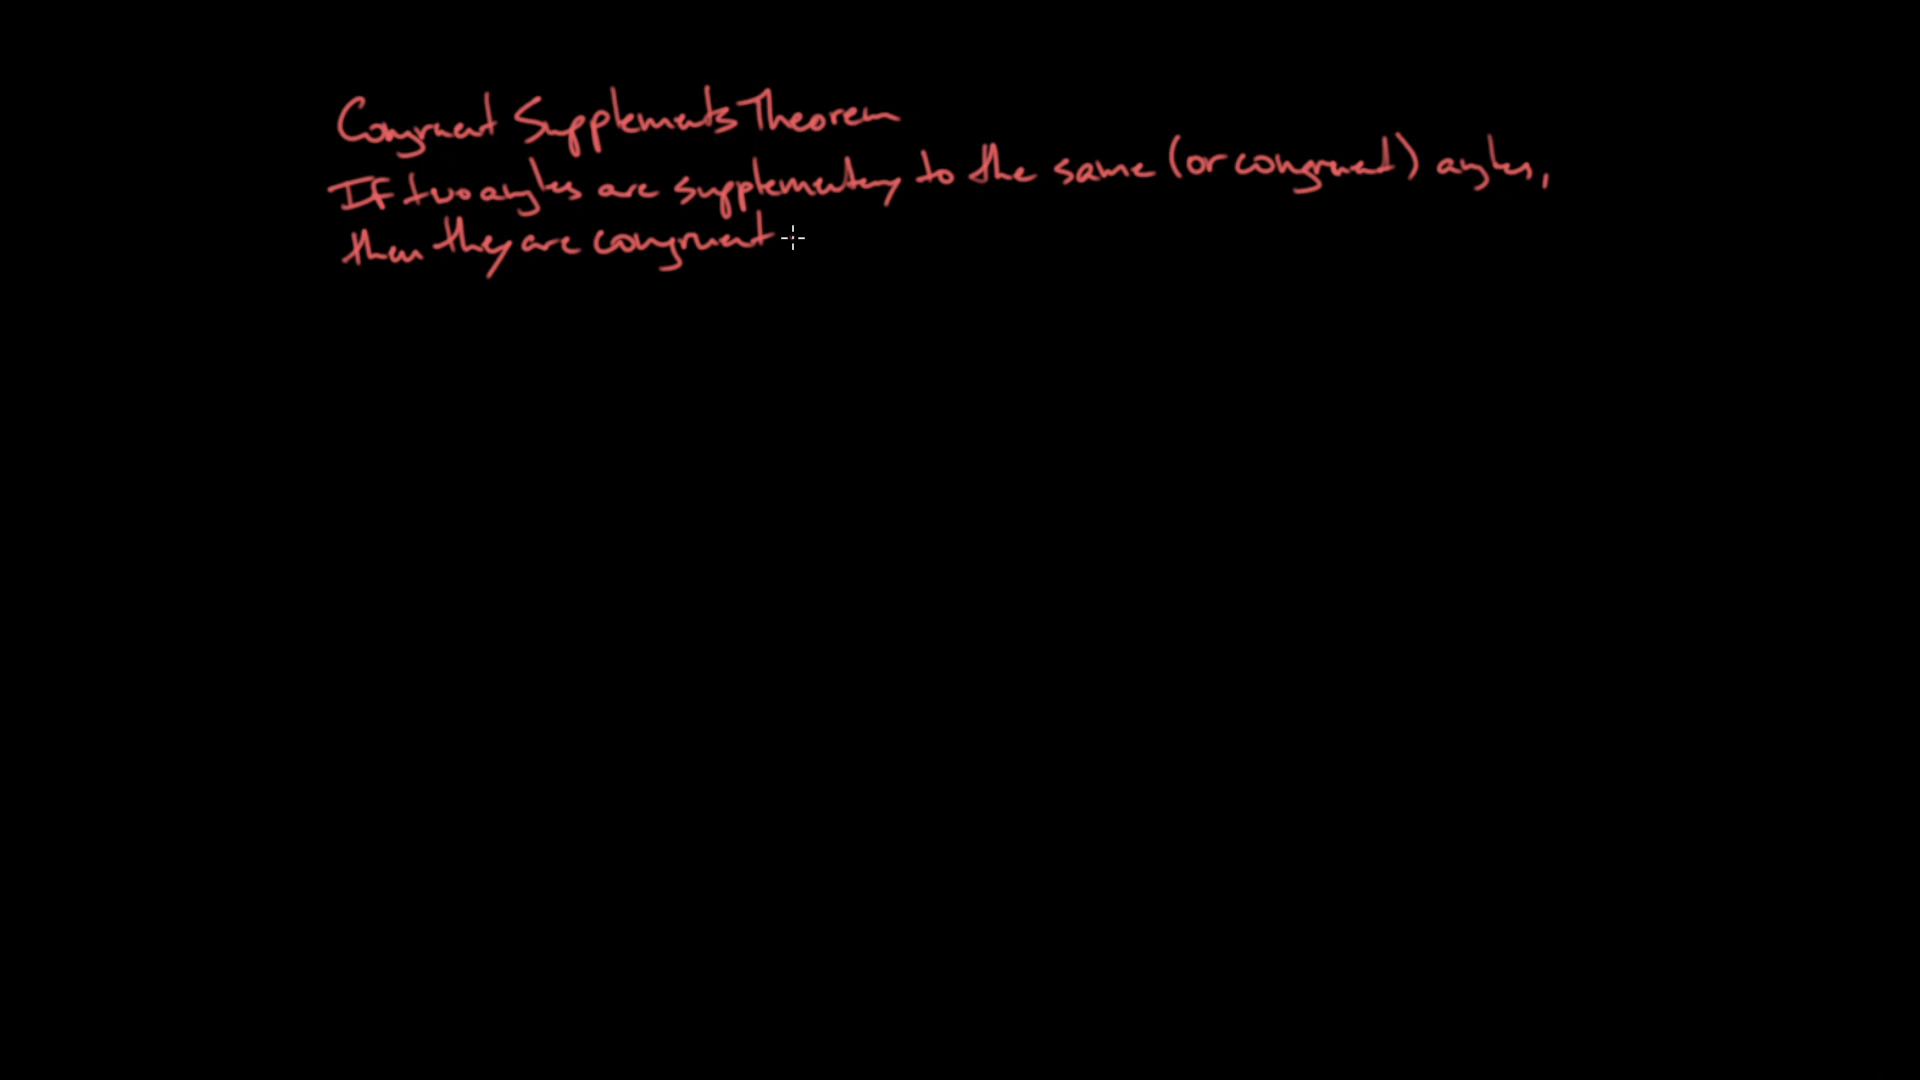 Congruent Supplements Theorem
If two angles are supplementary to the same (or congruent) angles,
then they are congruent